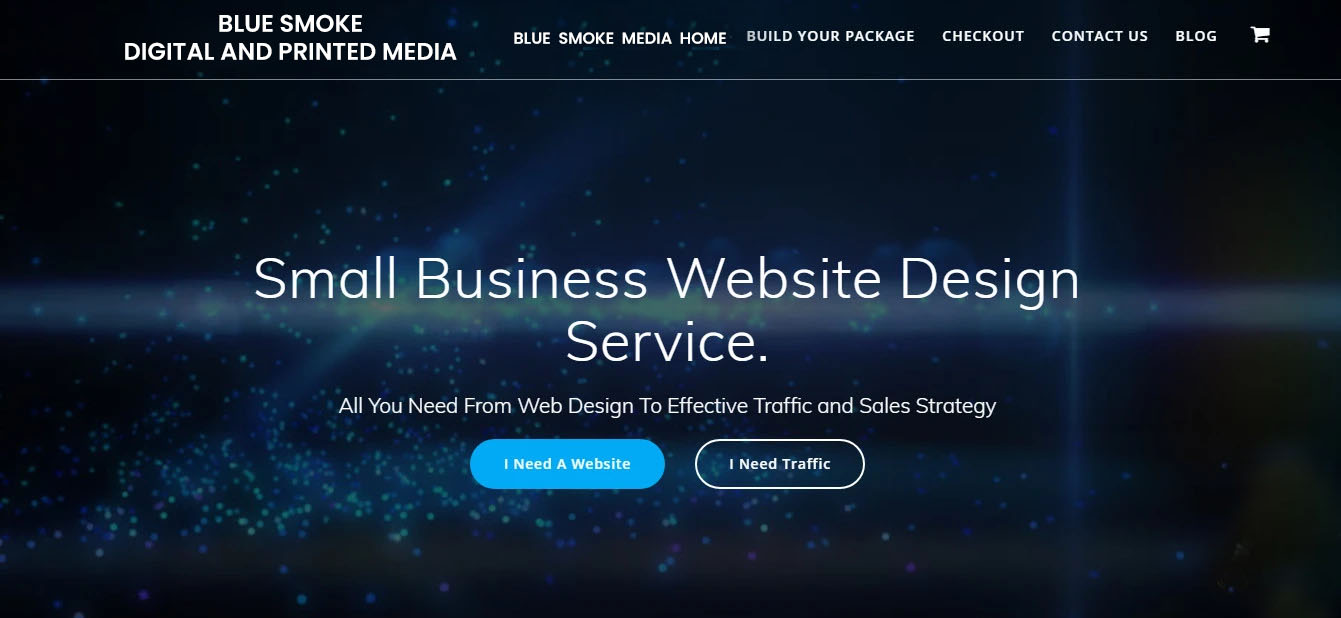 BLUE SMOKE
DIGITAL AND PRINTED MEDIA
BLUE SMOKE MEDIA HOME BUILD YOUR PACKAGE CHECKOUT CONTACT US BLOG
Small Business Website Design
Service.
All You Need From Web Design To Effective Traffic and Sales Strategy
I Need A Website I Need Traffic